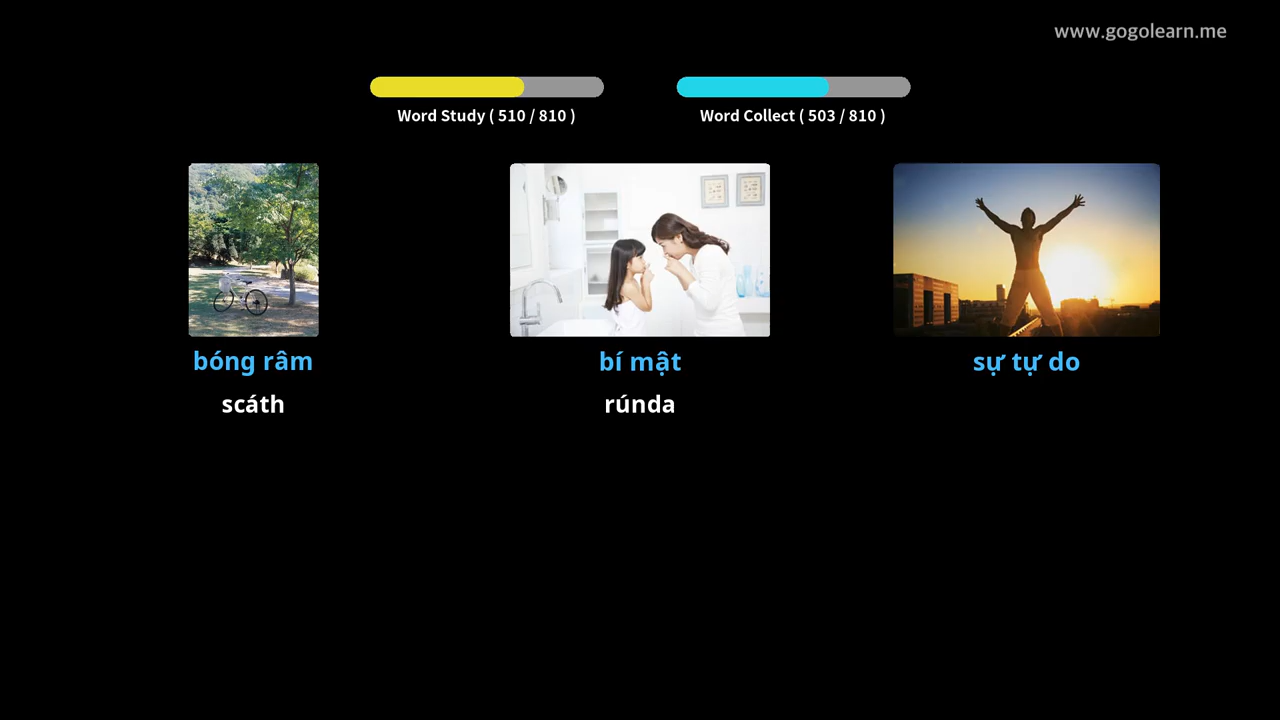 www.gogolearn.me
Word Study ( 510 / 810 )
Word Collect ( 503 / 810 )
bóng râm
scáth
bí mật
rúnda
sự tự do